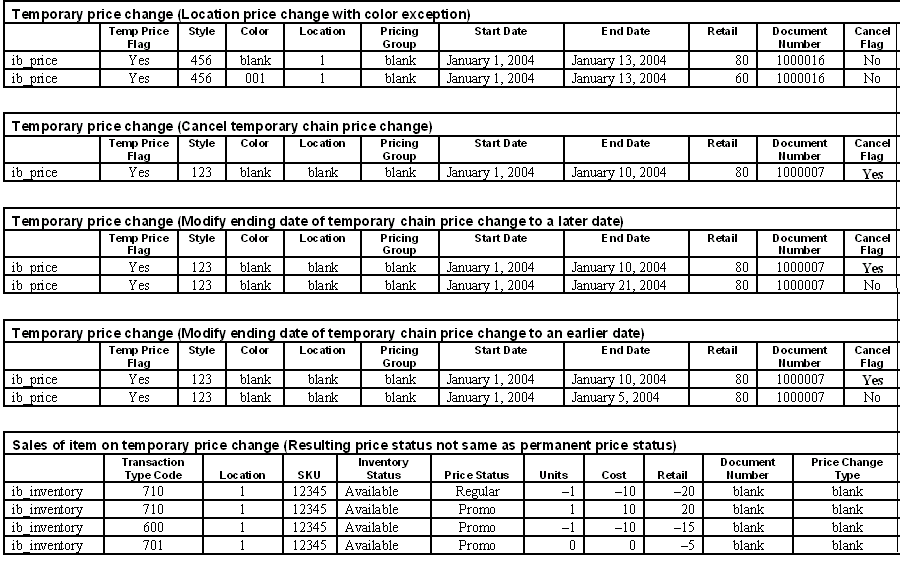 Temporary price change (Location price change with color exception)
Temp Price Flag Style Color Location Pricing Group Start Date End Date Retail Document Number Cancel Flag
ib_price Yes 456 blank 1 blank January 1, 2004 January 13, 2004 80 1000016 No
ib_price Yes 456 001 1 blank January 1, 2004 January 13, 2004 60 1000016 No
Temporary price change (Cancel temporary chain price change)
Temp Price Flag Style Color Location Pricing Group Start Date End Date Retail Document Number Cancel Flag
ib_price Yes 123 blank blank blank January 1, 2004 January 10, 2004 80 1000007 Yes
Temporary price change (Modify ending date of temporary chain price change to a later date)
Temp Price Flag Style Color Location Pricing Group Start Date End Date Retail Document Number Cancel Flag
ib_price Yes 123 blank blank blank January 1, 2004 January 10, 2004 80 1000007 Yes
ib_price Yes 123 blank blank blank January 1, 2004 January 21, 2004 80 1000007 No
Temporary price change (Modify ending date of temporary chain price change to an earlier date)
Temp Price Flag Style Color Location Pricing Group Start Date End Date Retail Document Number Cancel Flag
ib_price Yes 123 blank blank blank January 1, 2004 January 10, 2004 80 1000007 Yes
ib_price Yes 123 blank blank blank January 1, 2004 January 5, 2004 80 1000007 No
Sales of item on temporary price change (Resulting price status not same as permanent price status)
Transaction Type Code Location SKU Inventory Status Price Status Units Cost Retail Document Number Price Change Type
ib_inventory 710 1 12345 Available Regular –1 –10 –20 blank blank
ib_inventory 710 1 12345 Available Promo 1 10 20 blank blank
ib_inventory 600 1 12345 Available Promo –1 –10 –15 blank blank
ib_inventory 701 1 12345 Available Promo 0 0 –5 blank blank